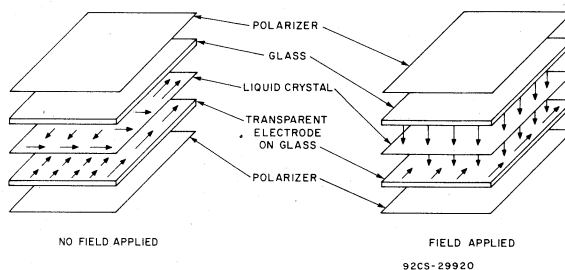 POLARIZER
GLASS
LIQUID CRYSTAL
TRANSPARENT
ELECTRODE
ON GLASS
POLARIZER
NO FIELD APPLIED
FIELD APPLIED
92CS-29920